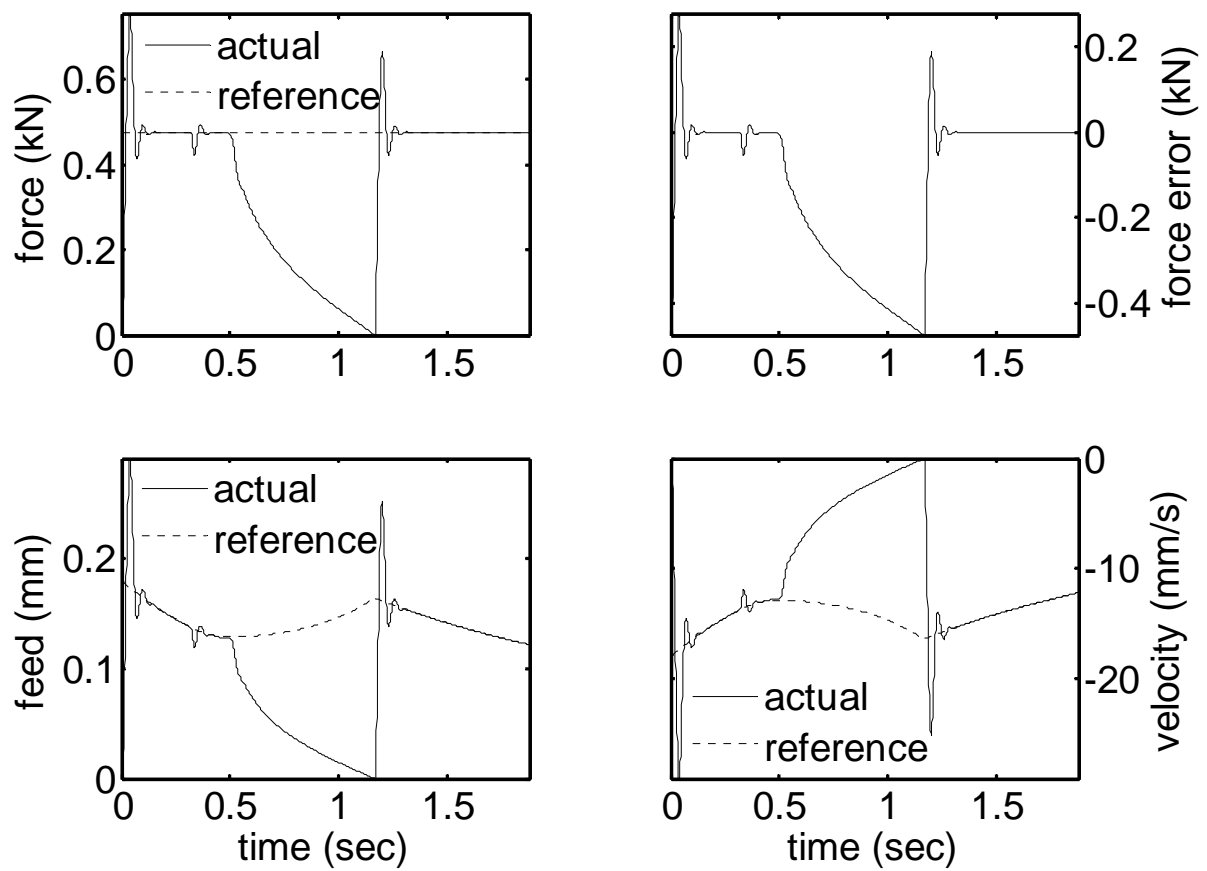 actual
reference
0.6
0.4
0.2
0
force (kN)
0 0.5 1 1.5
0.2
0
-0.2
-0.4
force error (kN)
0 0.5 1 1.5
actual
reference
0.2
0.1
0
feed (mm)
0 0.5 1 1.5
time (sec)
actual
reference
0
-10
-20
velocity (mm/s)
0 0.5 1 1.5
time (sec)